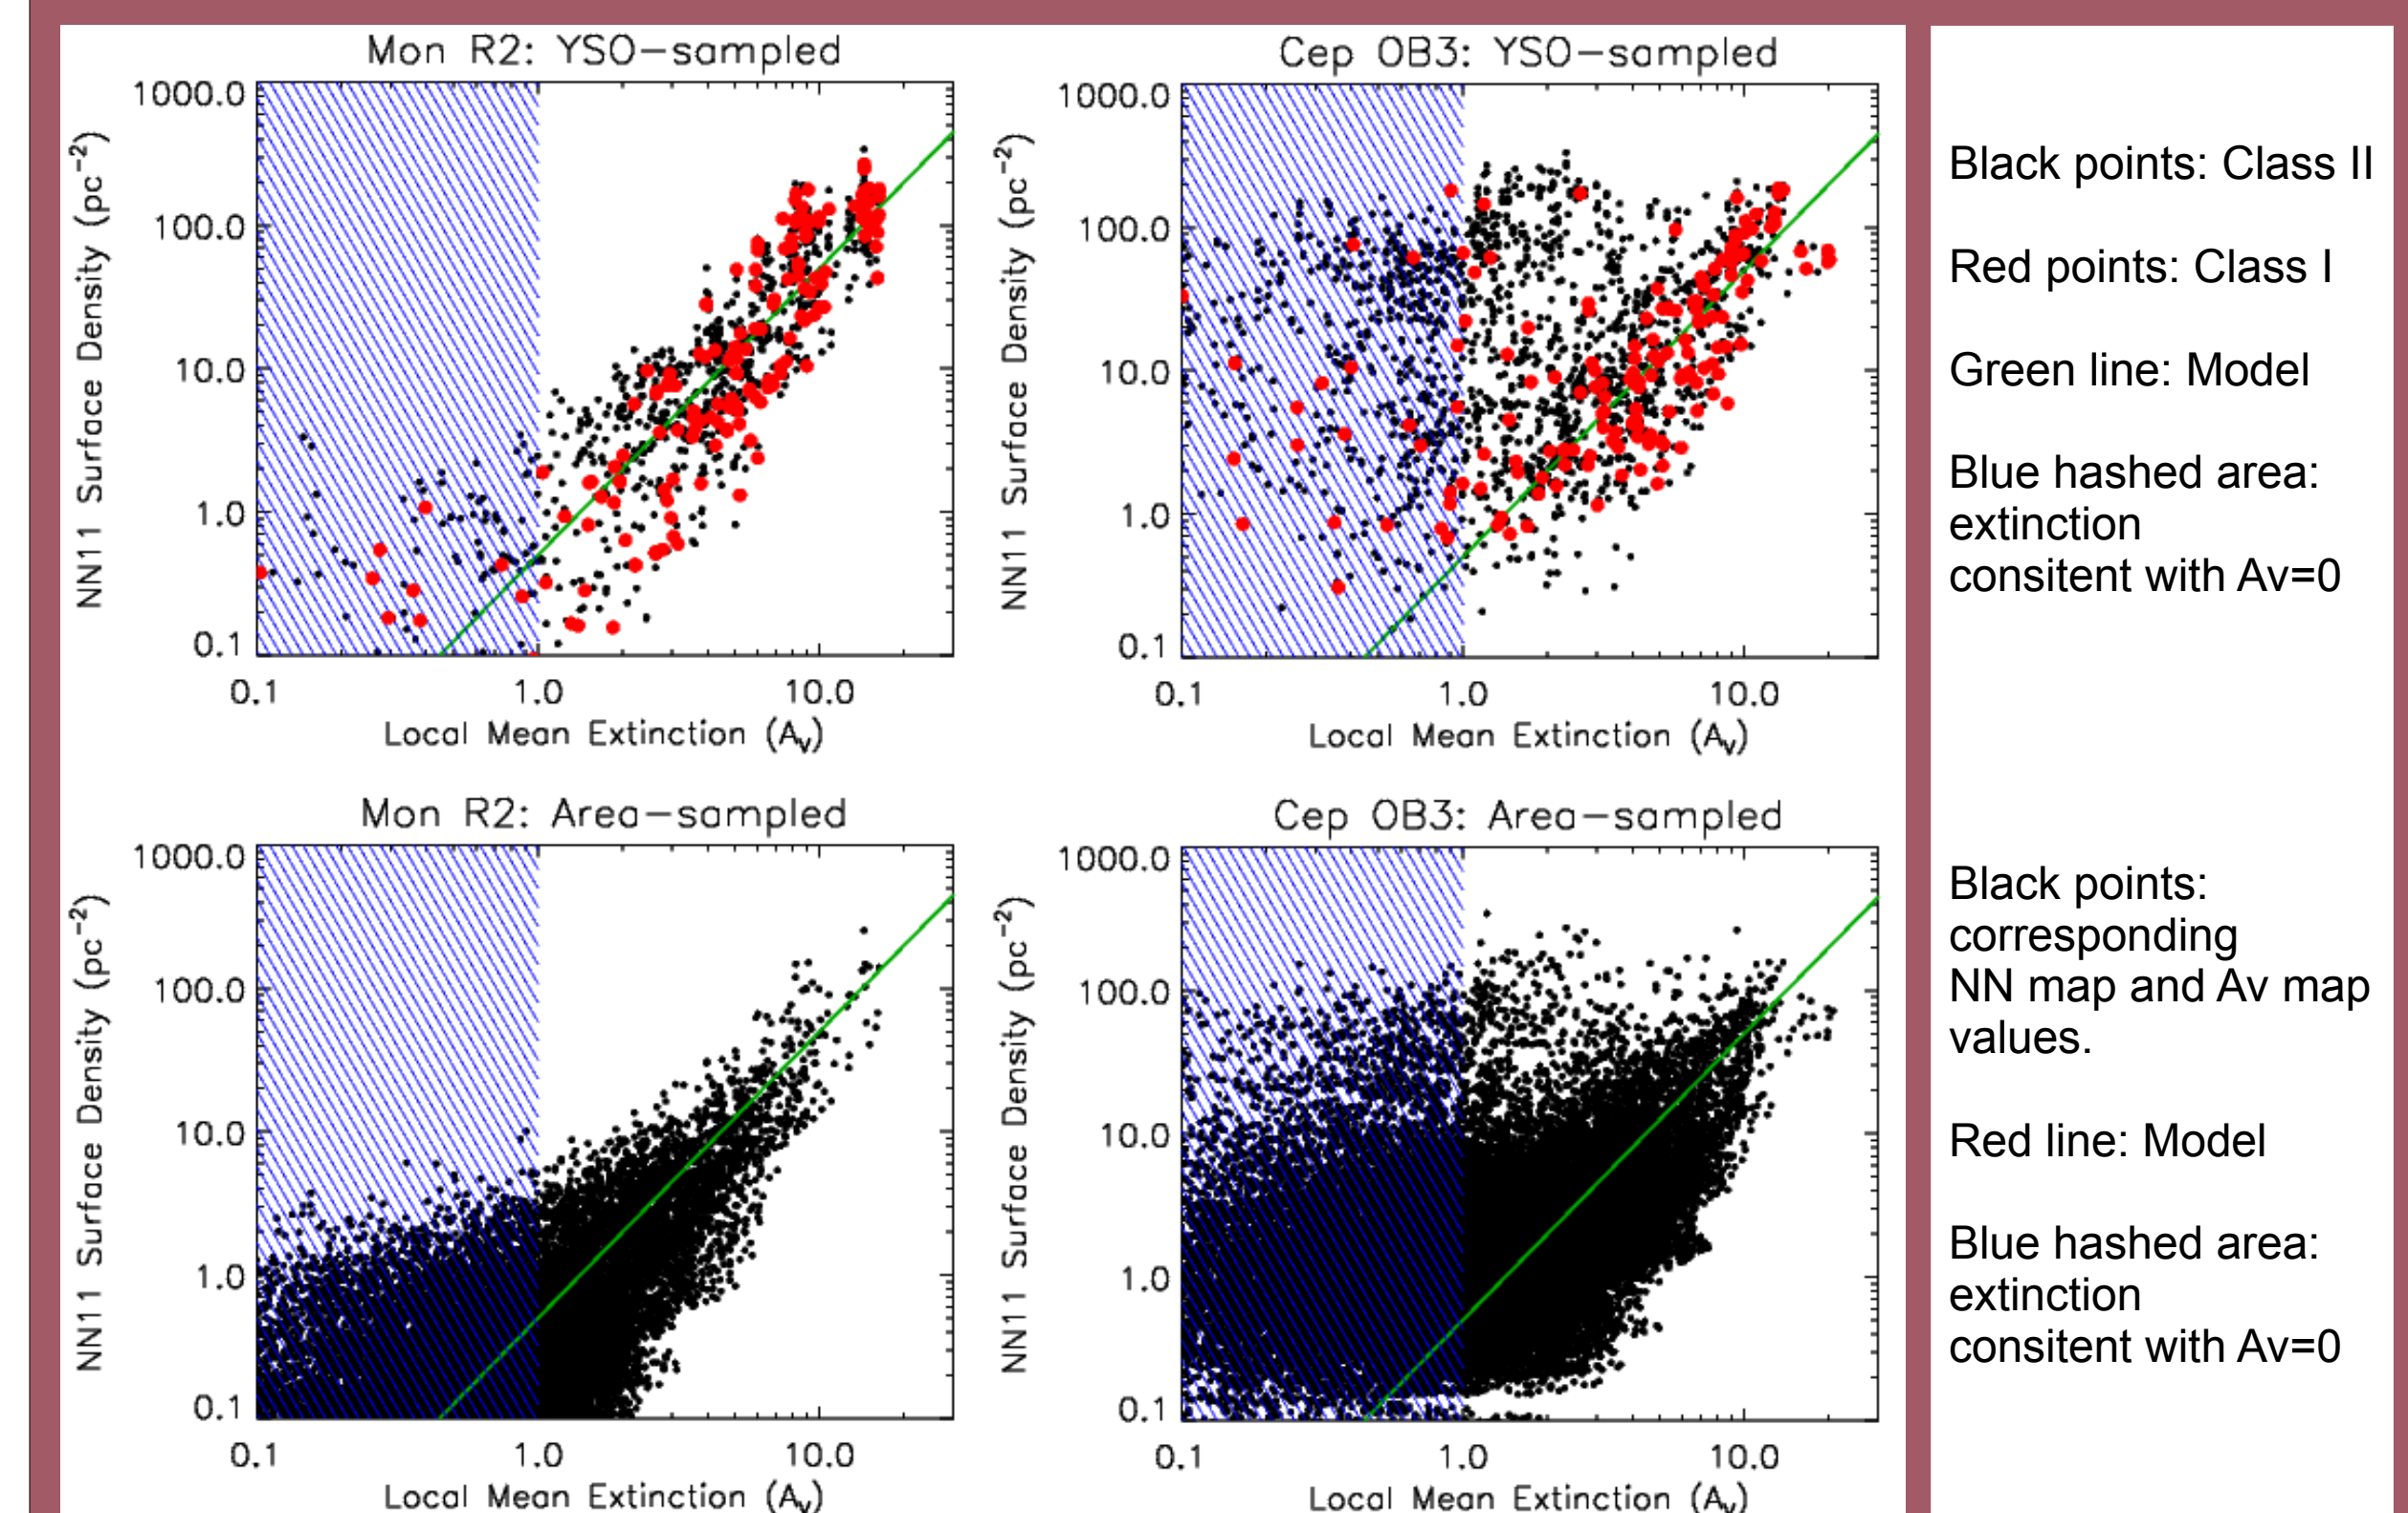 Mon R2: YSO-sampled
1000.0
100.0
10.0
1.0
0.1
NN11 Surface Density (pc⁻²)
0.1 1.0 10.0
Local Mean Extinction (Aᵥ)
Cep OB3: YSO-sampled
1000.0
100.0
10.0
1.0
0.1
NN11 Surface Density (pc⁻²)
0.1 1.0 10.0
Local Mean Extinction (Aᵥ)
Black points: Class II
Red points: Class I
Green line: Model
Blue hashed area:
extinction
consitent with Av=0
Mon R2: Area-sampled
1000.0
100.0
10.0
1.0
0.1
NN11 Surface Density (pc⁻²)
0.1 1.0 10.0
Local Mean Extinction (Aᵥ)
Cep OB3: Area-sampled
1000.0
100.0
10.0
1.0
0.1
NN11 Surface Density (pc⁻²)
0.1 1.0 10.0
Local Mean Extinction (Aᵥ)
Black points:
corresponding
NN map and Av map
values.
Red line: Model
Blue hashed area:
extinction
consitent with Av=0